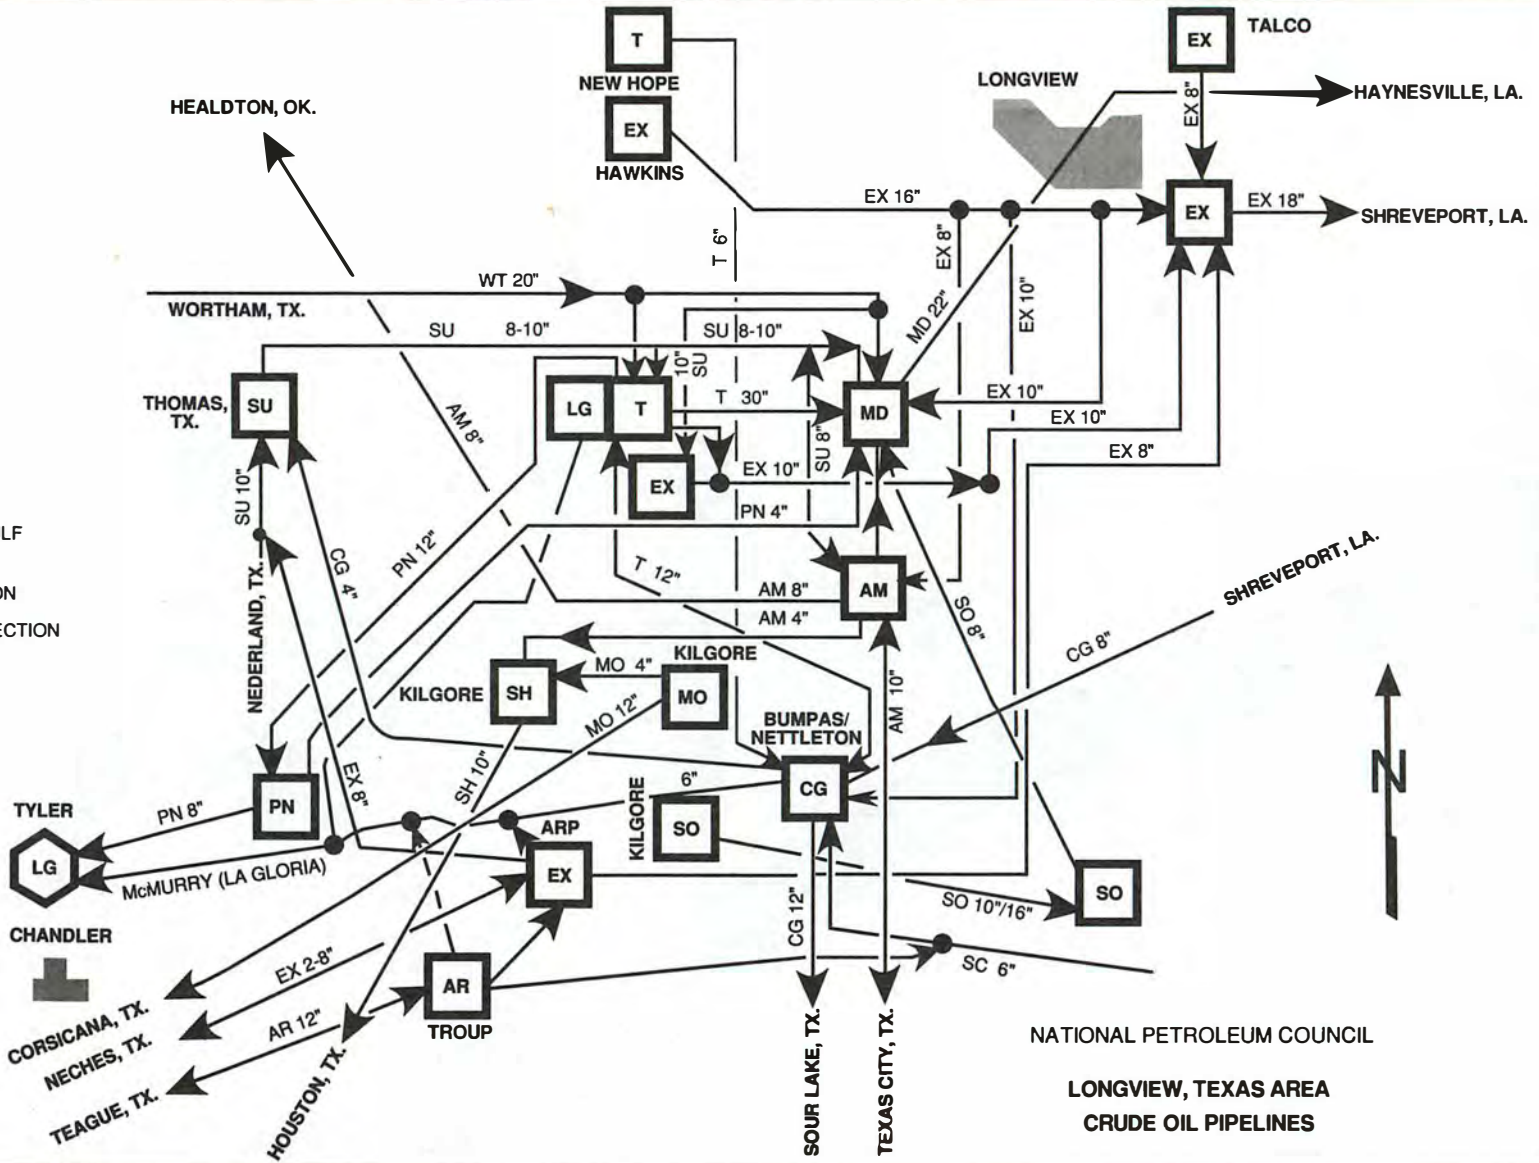 T
NEW HOPE
EX
HAWKINS
EX
TALCO
EX 8"
LONGVIEW
HAYNESVILLE, LA.
HEALDTON, OK.
EX 16"
EX
EX 18"
SHREVEPORT, LA.
T 6"
EX 8"
EX 10"
WT 20"
WORTHAM, TX.
MD 22"
SU 8-10"
SU 8-10"
10"
SU
THOMAS,
TX.
SU
LG
T
T 30"
MD
EX 10"
EX 10"
EX 8"
AM 8"
SU 8"
EX
EX 10"
SU 10"
PN 4"
LF
PN 12"
CG 4"
T 12"
AM 8"
AM
AM 4"
SO 8"
SHREVEPORT, LA.
ON
ECTION
NEDERLAND, TX.
KILGORE
SH
MO 4"
KILGORE
MO
MO 12"
AM 10"
CG 8"
BUMPAS/
NETTLETON
N
EX 8"
SH 10"
6"
CG
TYLER
PN 8"
PN
KILGORE
SO
ARP
LG
McMURRY (LA GLORIA)
EX
SO
SO 10"/16"
CG 12"
CHANDLER
EX 2-8"
AR
SC 6"
AR 12"
TROUP
CORSICANA, TX.
NECHES, TX.
TEAGUE, TX.
HOUSTON, TX.
SOUR LAKE, TX.
TEXAS CITY, TX.
NATIONAL PETROLEUM COUNCIL
LONGVIEW, TEXAS AREA
CRUDE OIL PIPELINES